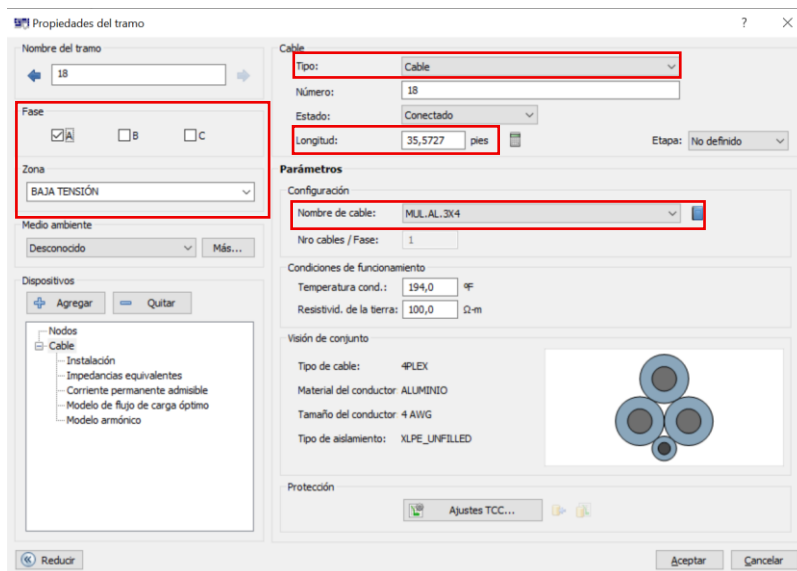 Propiedades del tramo
Nombre del tramo
18
Fase
A B C
Zona
BAJA TENSIÓN
Medio ambiente
Desconocido Más...
Dispositivos
Agregar Quitar
Nodos
Cable
Instalación
Impedancias equivalentes
Corriente permanente admisible
Modelo de flujo de carga óptimo
Modelo armónico
Reducir
Cable
Tipo: Cable
Número: 18
Estado: Conectado
Longitud: 35,5727 pies Etapa: No definido
Parámetros
Configuración
Nombre de cable: MUL.AL.3X4
Nro cables / Fase: 1
Condiciones de funcionamiento
Temperatura cond.: 194,0 ºF
Resistivid. de la tierra: 100,0 Ω-m
Visión de conjunto
Tipo de cable: 4PLEX
Material del conductor ALUMINIO
Tamaño del conductor 4 AWG
Tipo de aislamiento: XLPE_UNFILLED
Protección
Ajustes TCC...
Aceptar Cancelar